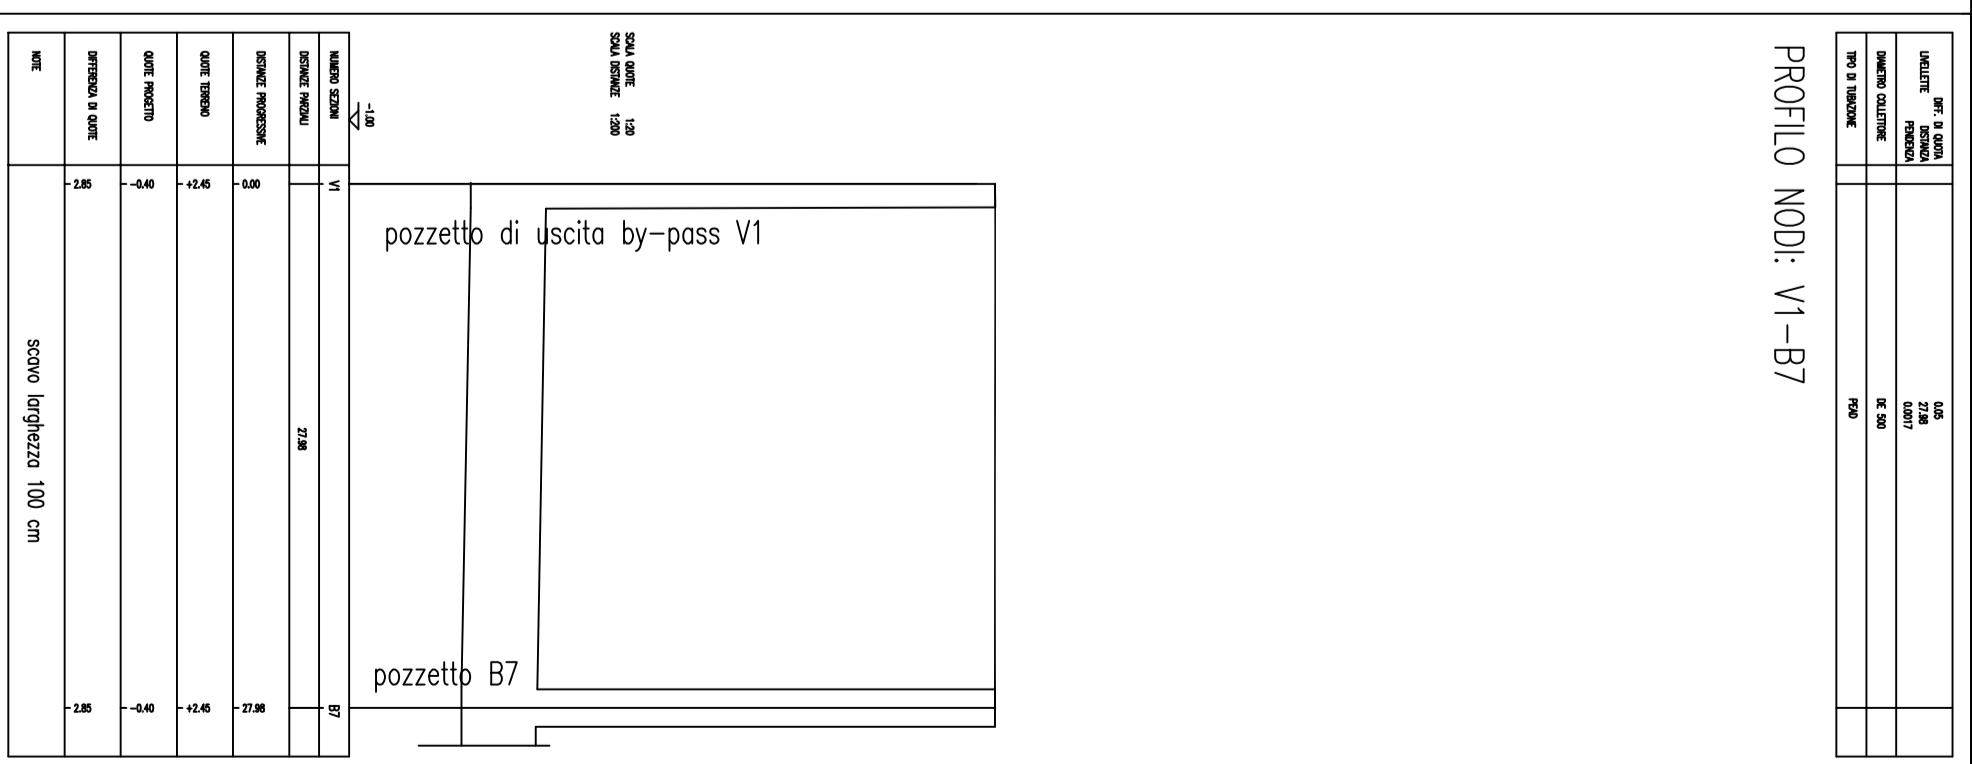 PROFILO NODI: V1-B7
DIFF. DI QUOTA 0.05
LIVELLETTE DISTANZA 27.98
PENDENZA 0.0017
DIAMETRO COLLETTORE DE 500
TIPO DI TUBAZIONE PEAD
SCALA QUOTE 1:20
SCALA DISTANZE 1:200
pozzetto di uscita by-pass V1
pozzetto B7
-1.00
NUMERO SEZIONI V1 B7
DISTANZE PARZIALI 27.98
DISTANZE PROGRESSIVE 0.00 27.98
QUOTE TERRENO +2.45 +2.45
QUOTE PROGETTO -0.40 -0.40
DIFFERENZA DI QUOTE 2.85 2.85
NOTE scavo larghezza 100 cm